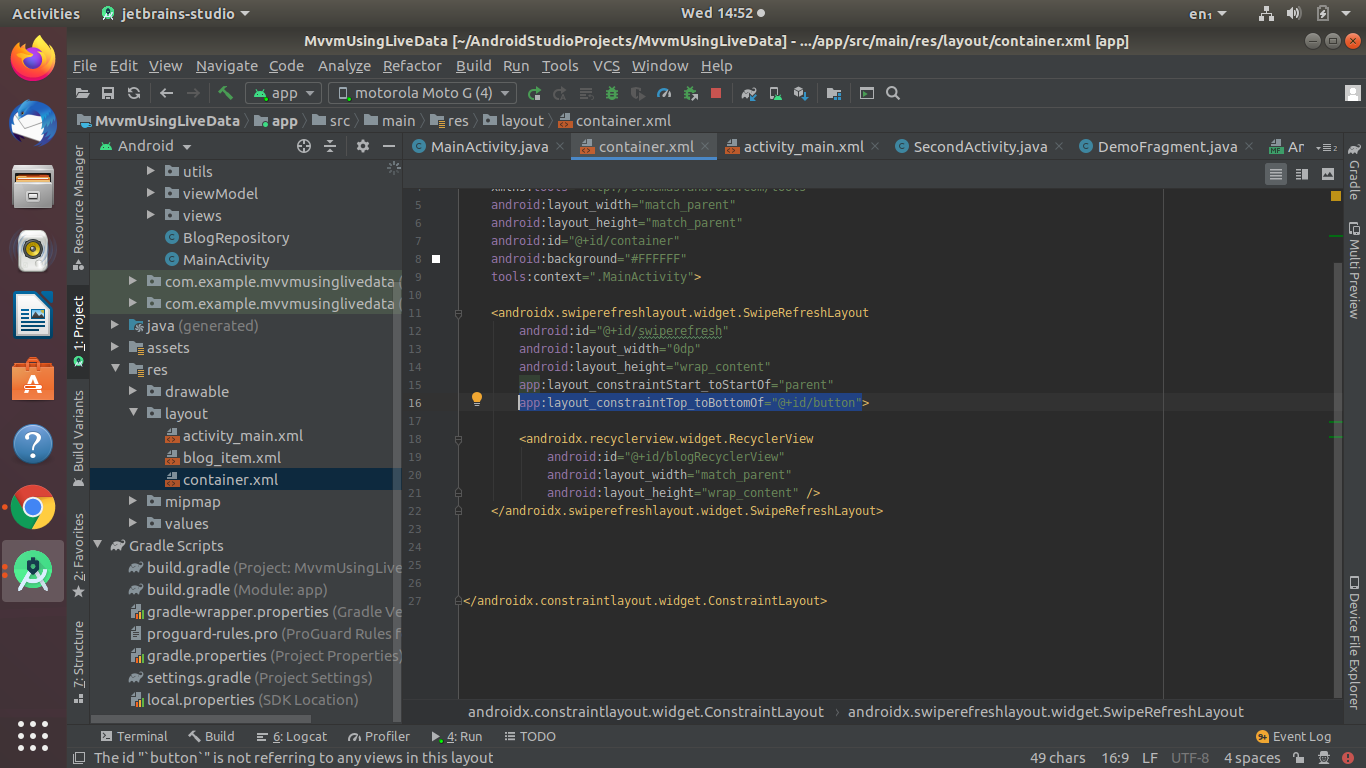 Activities jetbrains-studio Wed 14:52 en₁
MvvmUsingLiveData [~/AndroidStudioProjects/MvvmUsingLiveData] - .../app/src/main/res/layout/container.xml [app]
File Edit View Navigate Code Analyze Refactor Build Run Tools VCS Window Help
app motorola Moto G (4)
MvvmUsingLiveData app src main res layout container.xml
Android
MainActivity.java container.xml activity_main.xml SecondActivity.java DemoFragment.java Ar
Resource Manager
1: Project
Build Variants
2: Favorites
7: Structure
utils
viewModel
views
BlogRepository
MainActivity
com.example.mvvmusinglivedata (
com.example.mvvmusinglivedata (
java (generated)
assets
res
drawable
layout
activity_main.xml
blog_item.xml
container.xml
mipmap
values
Gradle Scripts
build.gradle (Project: MvvmUsingLive
build.gradle (Module: app)
gradle-wrapper.properties (Gradle Ve
proguard-rules.pro (ProGuard Rules f
gradle.properties (Project Properties)
settings.gradle (Project Settings)
local.properties (SDK Location)
5 android:layout_width="match_parent"
6 android:layout_height="match_parent"
7 android:id="@+id/container"
8 android:background="#FFFFFF"
9 tools:context=".MainActivity">
10
11 <androidx.swiperefreshlayout.widget.SwipeRefreshLayout
12 android:id="@+id/swiperefresh"
13 android:layout_width="0dp"
14 android:layout_height="wrap_content"
15 app:layout_constraintStart_toStartOf="parent"
16 app:layout_constraintTop_toBottomOf="@+id/button">
17
18 <androidx.recyclerview.widget.RecyclerView
19 android:id="@+id/blogRecyclerView"
20 android:layout_width="match_parent"
21 android:layout_height="wrap_content" />
22 </androidx.swiperefreshlayout.widget.SwipeRefreshLayout>
23
24
25
26
27 </androidx.constraintlayout.widget.ConstraintLayout>
Gradle
Multi Preview
Device File Explorer
androidx.constraintlayout.widget.ConstraintLayout › androidx.swiperefreshlayout.widget.SwipeRefreshLayout
Terminal Build 6: Logcat Profiler 4: Run TODO 9+ Event Log
The id "`button`" is not referring to any views in this layout 49 chars 16:9 LF UTF-8 4 spaces